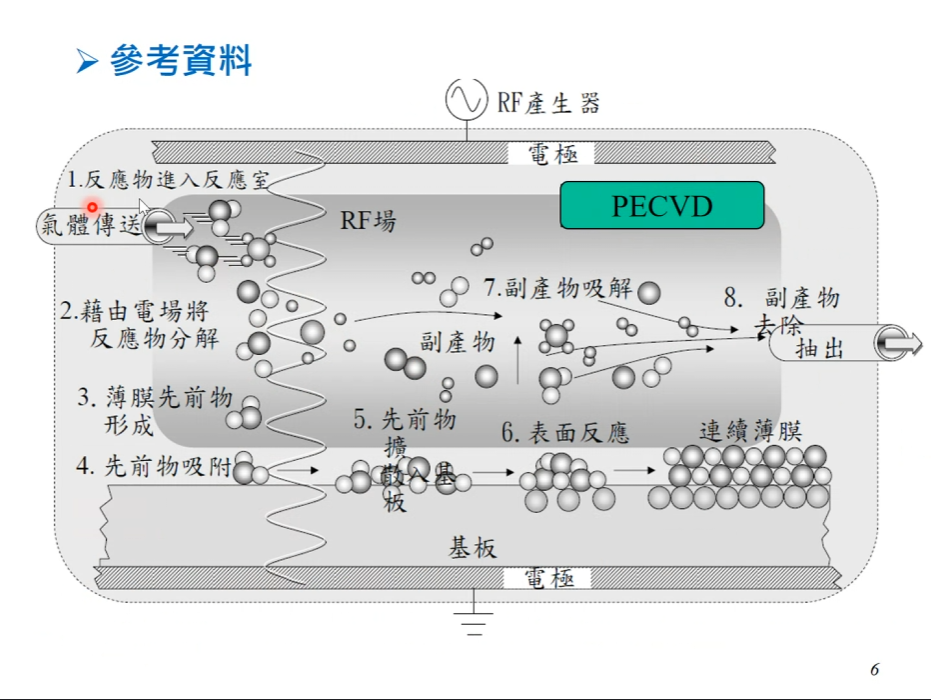 參考資料
RF產生器
電極
1.反應物進入反應室
PECVD
氣體傳送
RF場
7.副產物吸解
8. 副產物
去除
2.藉由電場將
反應物分解
副產物
抽出
3. 薄膜先前物
形成
5. 先前物
擴
散入基
板
6. 表面反應
連續薄膜
4. 先前物吸附
基板
電極
6